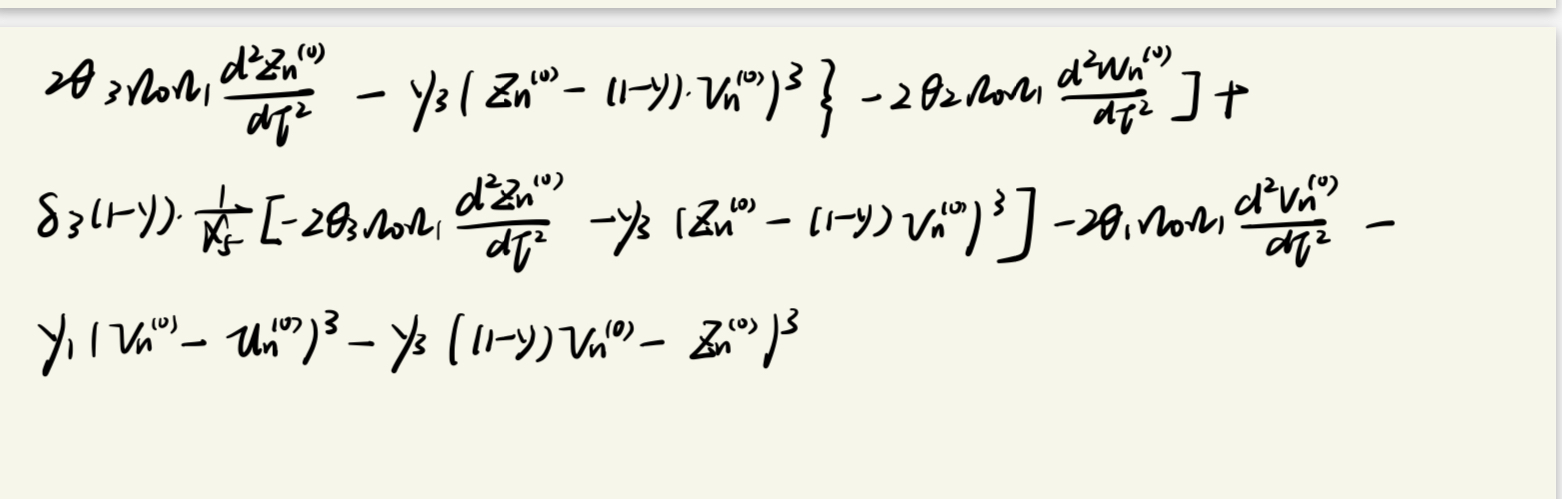 2θ₃Ω₀Ω₁ d²Zₙ⁽⁰⁾/dτ² − γ₃(Zₙ⁽⁰⁾ − (1−γ)·Vₙ⁽⁰⁾)³} − 2θ₂Ω₀Ω₁ d²Wₙ⁽⁰⁾/dτ²] +
δ₃(1−γ)·1/χ₅[−2θ₃Ω₀Ω₁ d²Zₙ⁽⁰⁾/dτ² − γ₃(Zₙ⁽⁰⁾ − (1−γ)Vₙ⁽⁰⁾)³] − 2θ₁Ω₀Ω₁ d²Vₙ⁽⁰⁾/dτ² −
γ₁(Vₙ⁽⁰⁾ − Uₙ⁽⁰⁾)³ − γ₃((1−γ)Vₙ⁽⁰⁾ − Zₙ⁽⁰⁾)³